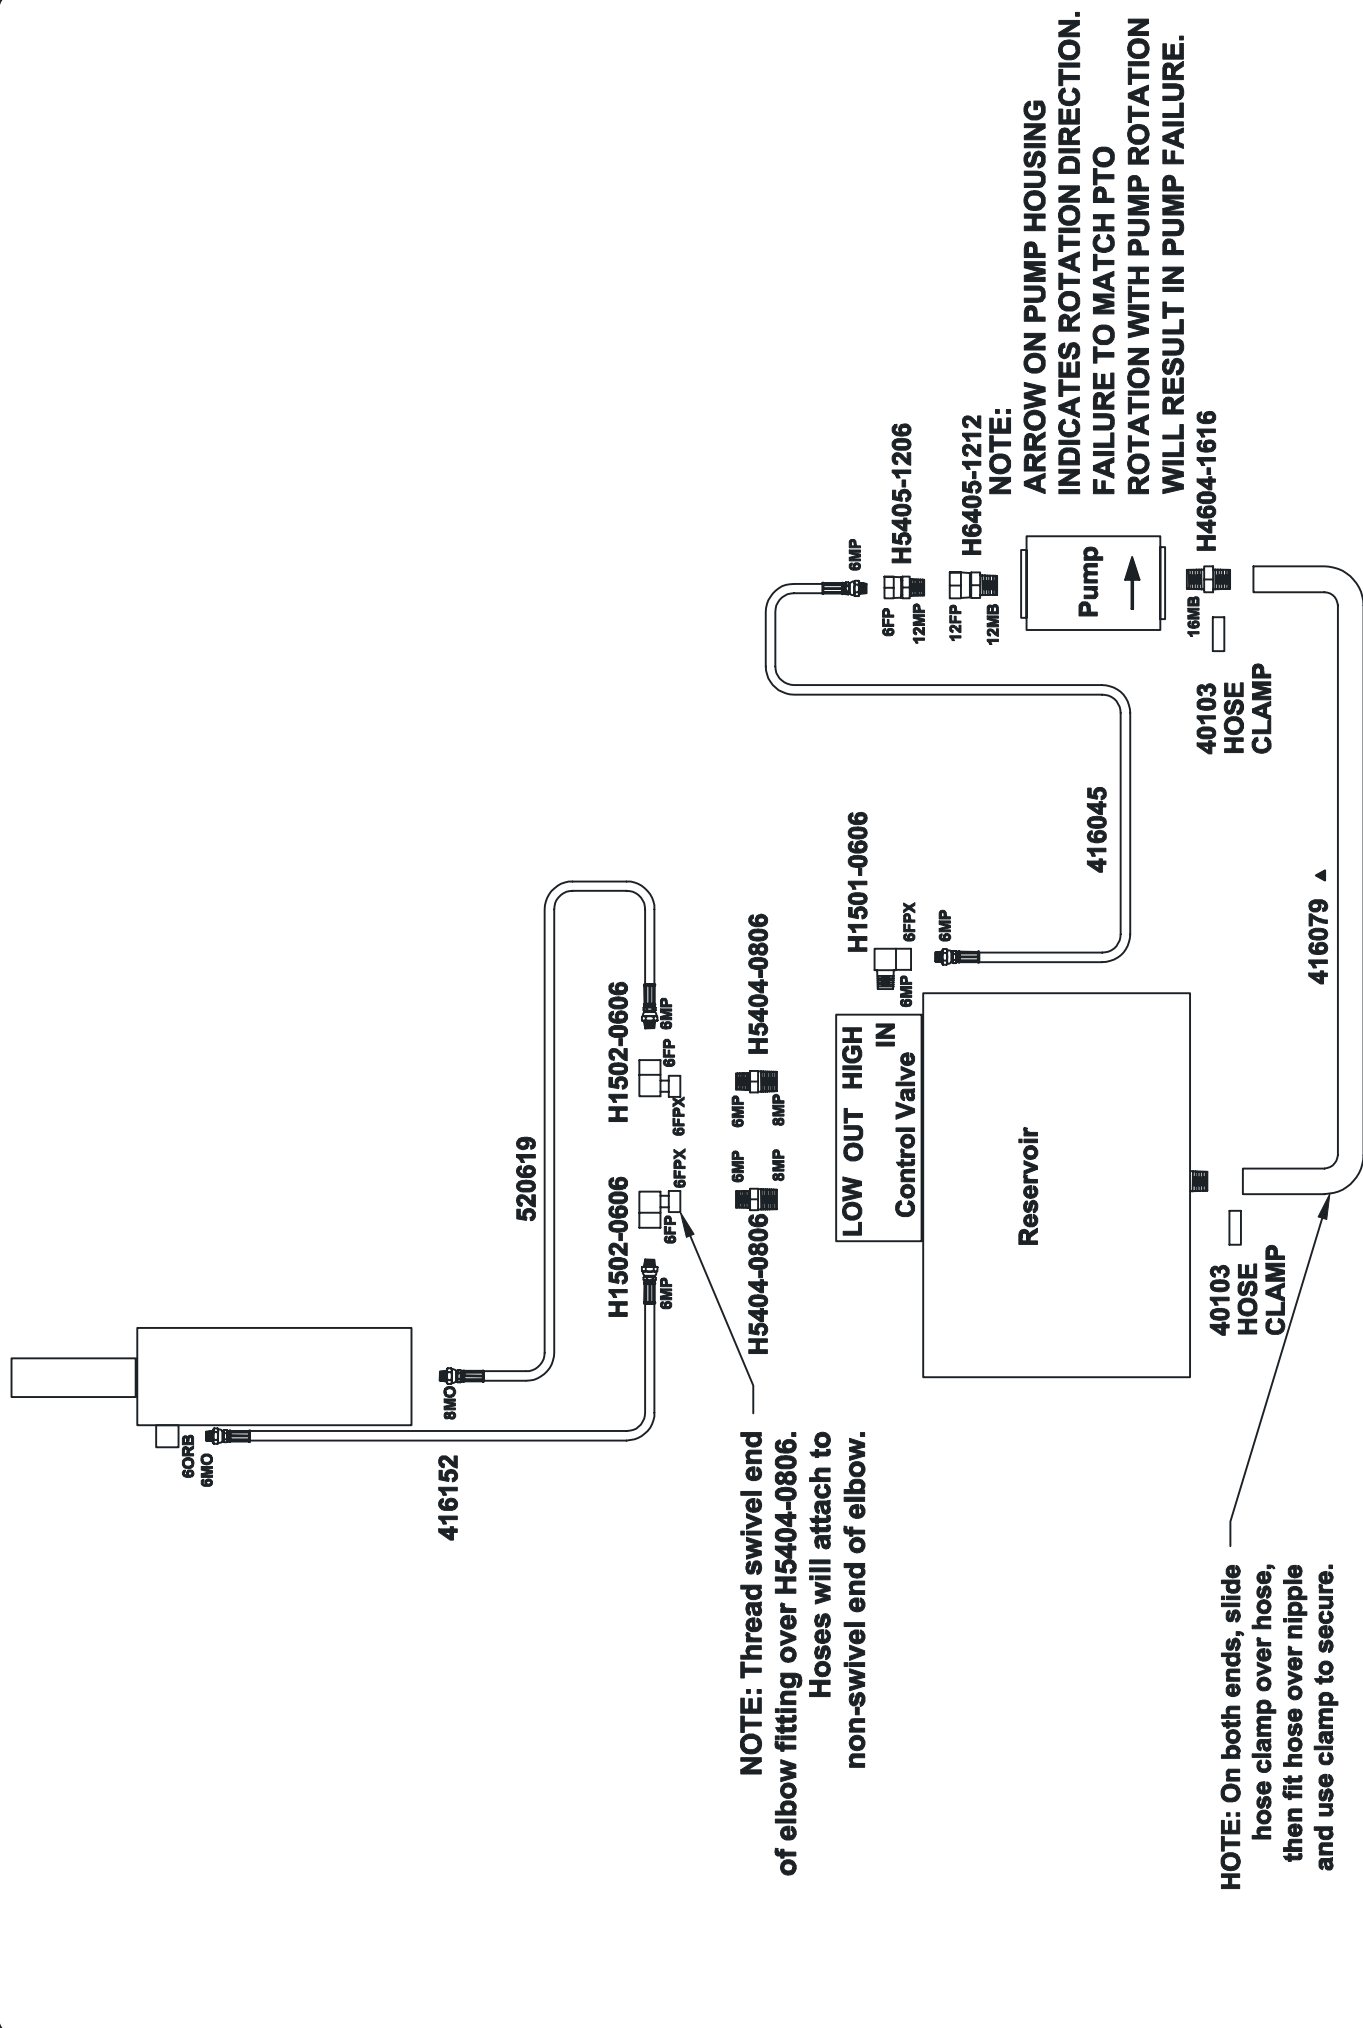 6ORB
6MO
416152
8MO
520619
H1502-0606
6MP
6FP
6FPX
H1502-0606
6MP
6FP
6FPX
H5404-0806
6MP
8MP
H5404-0806
6MP
8MP
NOTE: Thread swivel end
of elbow fitting over H5404-0806.
Hoses will attach to
non-swivel end of elbow.
LOW OUT HIGH
IN
Control Valve
Reservoir
H1501-0606
6MP
6FPX
6MP
416045
6MP
H5405-1206
6FP
12MP
H6405-1212
12FP
12MB
NOTE:
ARROW ON PUMP HOUSING
INDICATES ROTATION DIRECTION.
FAILURE TO MATCH PTO
ROTATION WITH PUMP ROTATION
WILL RESULT IN PUMP FAILURE.
Pump
H4604-1616
16MB
40103
HOSE
CLAMP
416079
40103
HOSE
CLAMP
HOTE: On both ends, slide
hose clamp over hose,
then fit hose over nipple
and use clamp to secure.